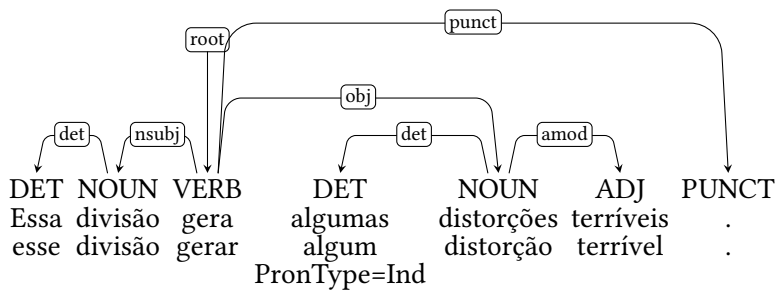 punct
root
obj
det nsubj det amod
DET NOUN VERB DET NOUN ADJ PUNCT
Essa divisão gera algumas distorções terríveis .
esse divisão gerar algum distorção terrível .
PronType=Ind